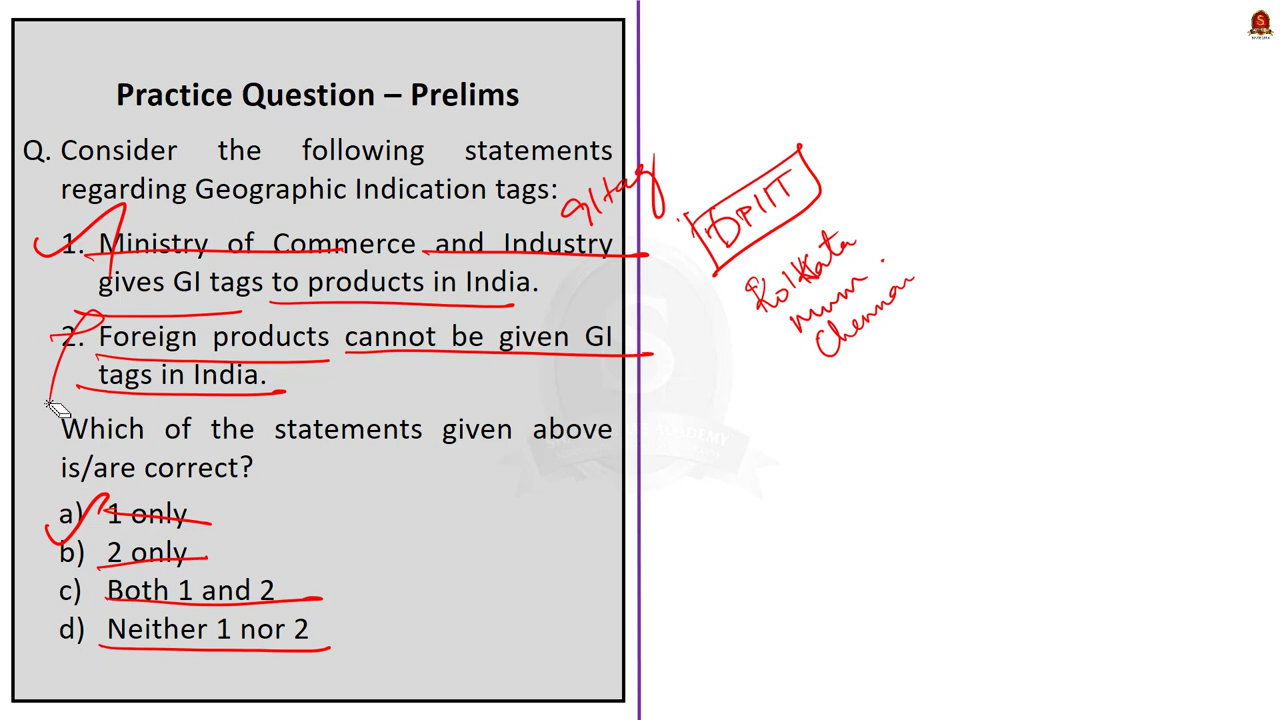 Practice Question – Prelims
Q. Consider the following statements
regarding Geographic Indication tags:
1. Ministry of Commerce and Industry
gives GI tags to products in India.
2. Foreign products cannot be given GI
tags in India.
Which of the statements given above
is/are correct?
a) 1 only
b) 2 only
c) Both 1 and 2
d) Neither 1 nor 2
GI tag
DPIIT
Kolkata
mum
Chennai